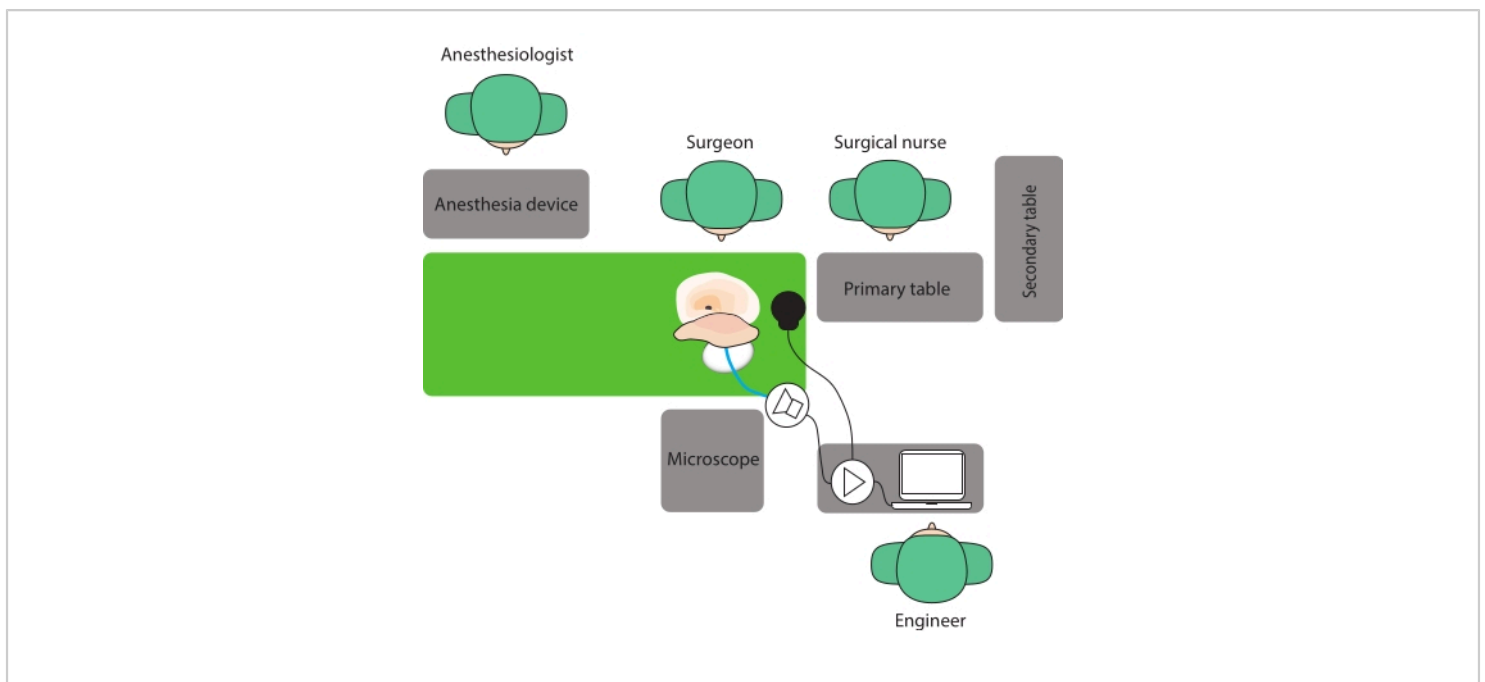 Anesthesiologist
Surgeon
Surgical nurse
Anesthesia device
Secondary table
Primary table
Microscope
Engineer